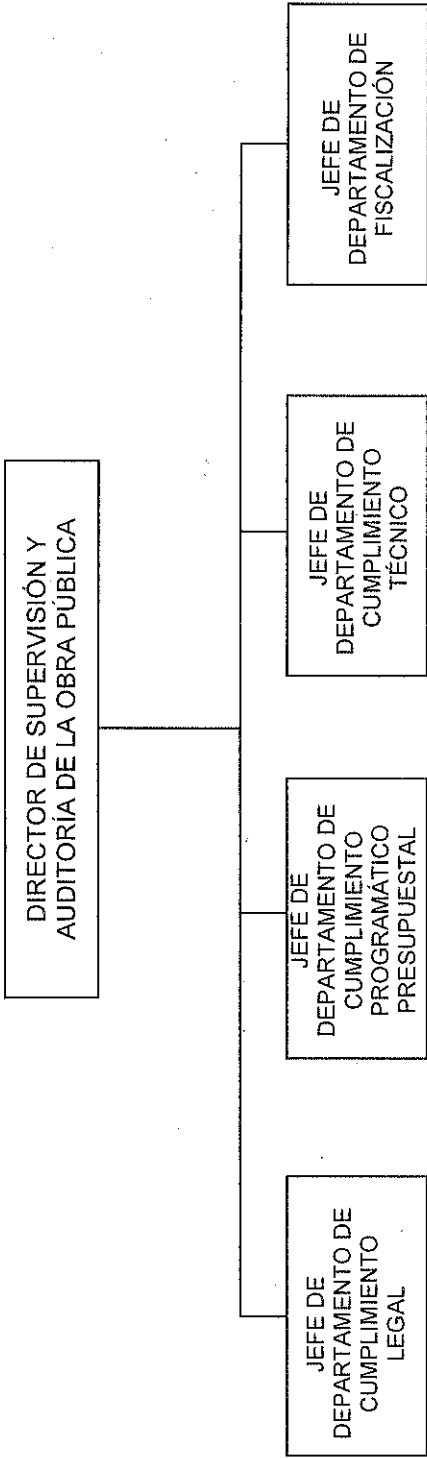 DIRECTOR DE SUPERVISIÓN Y
AUDITORÍA DE LA OBRA PÚBLICA
JEFE DE
DEPARTAMENTO DE
CUMPLIMIENTO
LEGAL
JEFE DE
DEPARTAMENTO DE
CUMPLIMIENTO
PROGRAMÁTICO
PRESUPUESTAL
JEFE DE
DEPARTAMENTO DE
CUMPLIMIENTO
TÉCNICO
JEFE DE
DEPARTAMENTO DE
FISCALIZACIÓN